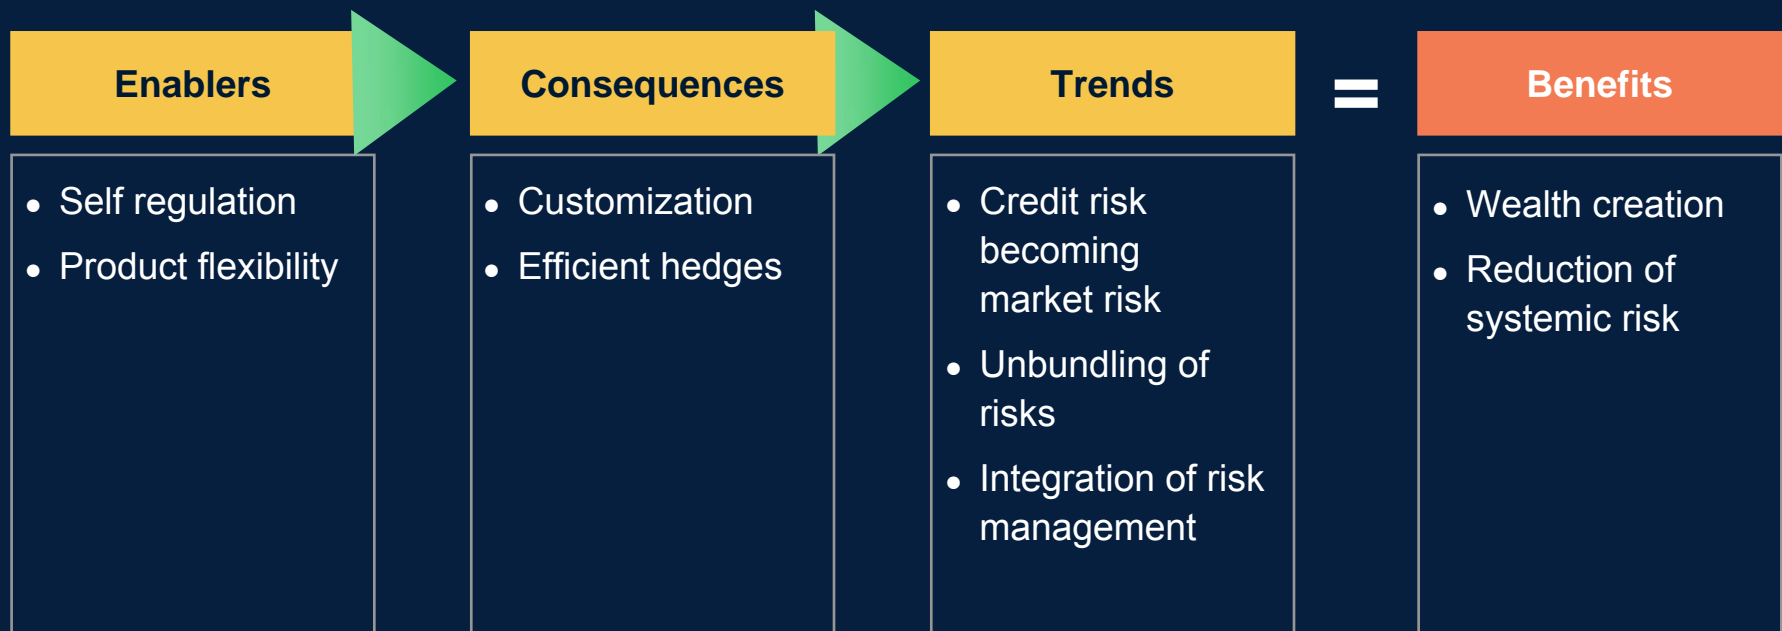 Enablers
• Self regulation
• Product flexibility
Consequences
• Customization
• Efficient hedges
Trends
• Credit risk
becoming
market risk
• Unbundling of
risks
• Integration of risk
management
=
Benefits
• Wealth creation
• Reduction of
systemic risk